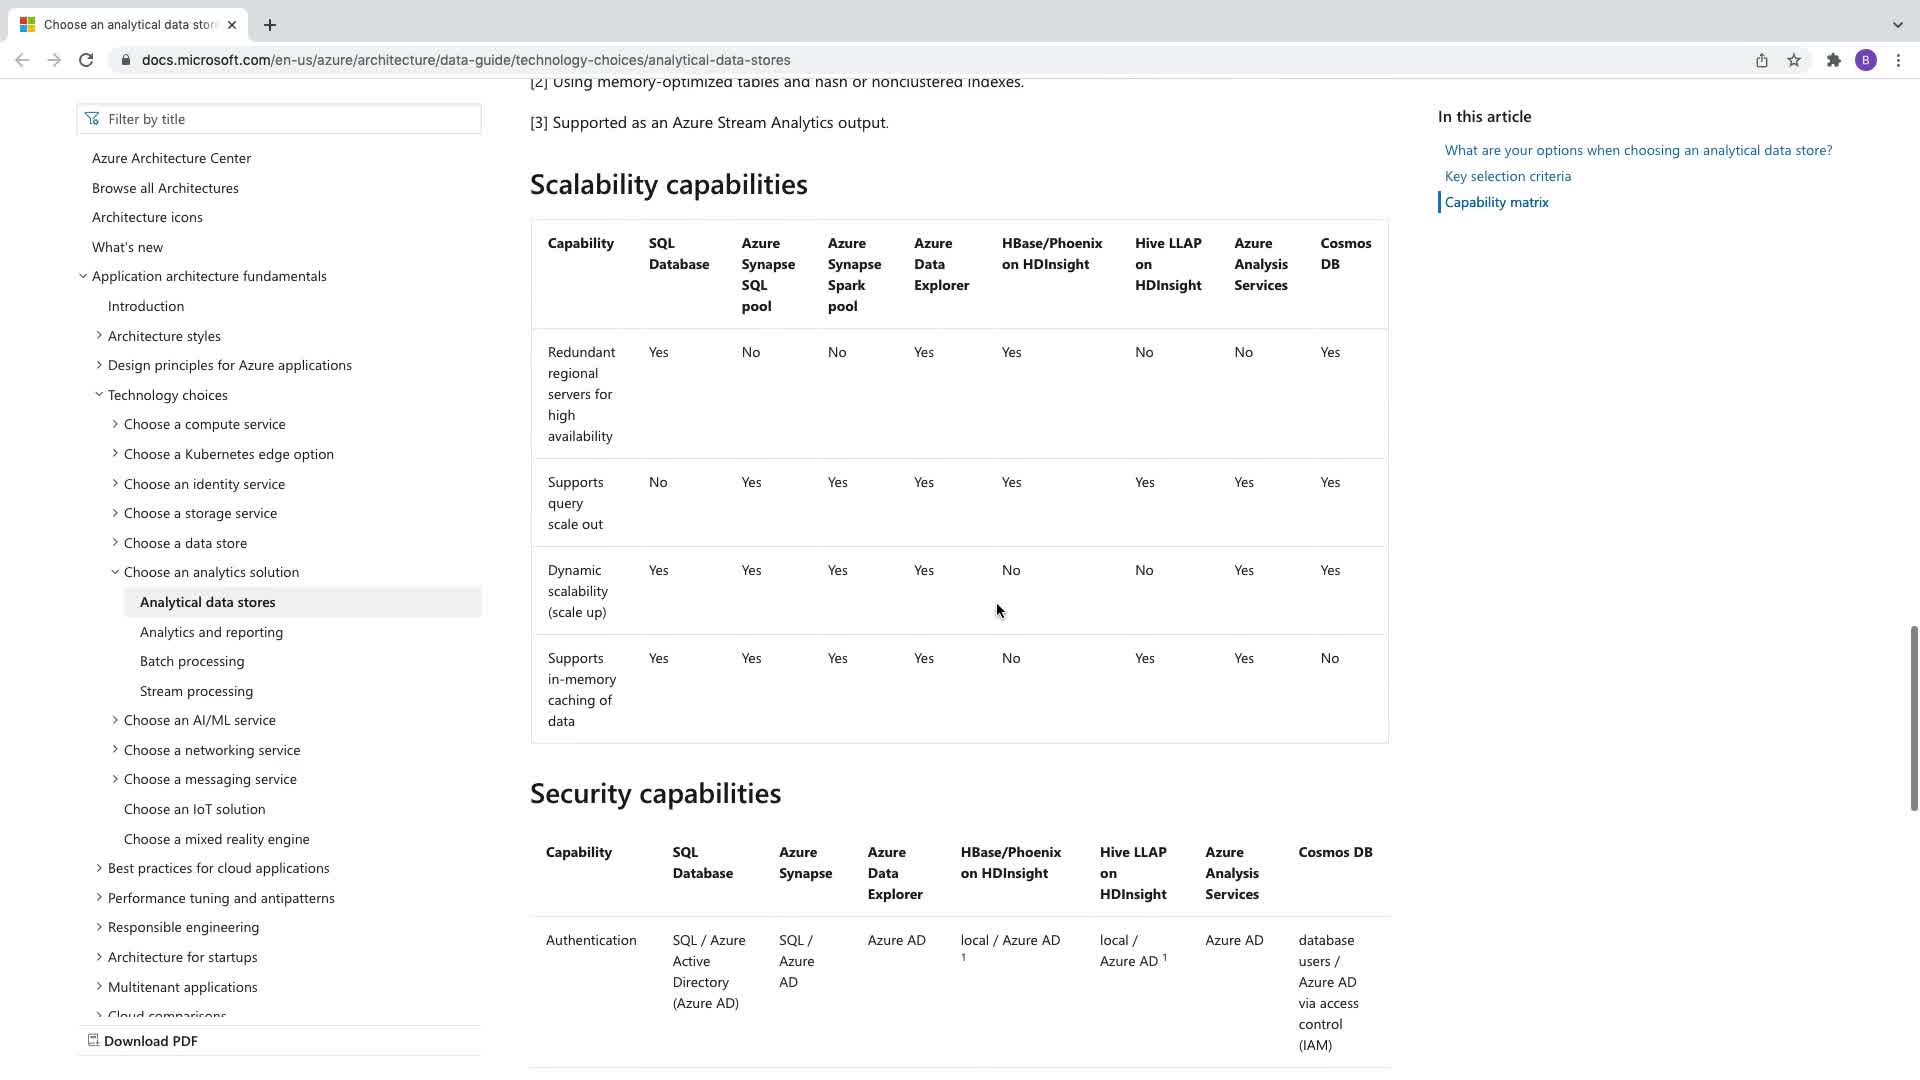 Choose an analytical data stor
docs.microsoft.com/en-us/azure/architecture/data-guide/technology-choices/analytical-data-stores
B
Filter by title
Azure Architecture Center
Browse all Architectures
Architecture icons
What's new
Application architecture fundamentals
Introduction
Architecture styles
Design principles for Azure applications
Technology choices
Choose a compute service
Choose a Kubernetes edge option
Choose an identity service
Choose a storage service
Choose a data store
Choose an analytics solution
Analytical data stores
Analytics and reporting
Batch processing
Stream processing
Choose an AI/ML service
Choose a networking service
Choose a messaging service
Choose an IoT solution
Choose a mixed reality engine
Best practices for cloud applications
Performance tuning and antipatterns
Responsible engineering
Architecture for startups
Multitenant applications
Cloud comparisons
Download PDF
[2] Using memory-optimized tables and hash or nonclustered indexes.
[3] Supported as an Azure Stream Analytics output.
Scalability capabilities
Capability SQL Azure Azure Azure HBase/Phoenix Hive LLAP Azure Cosmos
Database Synapse Synapse Data on HDInsight on Analysis DB
SQL Spark Explorer HDInsight Services
pool pool
Redundant Yes No No Yes Yes No No Yes
regional
servers for
high
availability
Supports No Yes Yes Yes Yes Yes Yes Yes
query
scale out
Dynamic Yes Yes Yes Yes No No Yes Yes
scalability
(scale up)
Supports Yes Yes Yes Yes No Yes Yes No
in-memory
caching of
data
Security capabilities
Capability SQL Azure Azure HBase/Phoenix Hive LLAP Azure Cosmos DB
Database Synapse Data on HDInsight on Analysis
Explorer HDInsight Services
Authentication SQL / Azure SQL / Azure AD local / Azure AD local / Azure AD database
Active Azure 1 Azure AD 1 users /
Directory AD Azure AD
(Azure AD) via access
control
(IAM)
In this article
What are your options when choosing an analytical data store?
Key selection criteria
Capability matrix